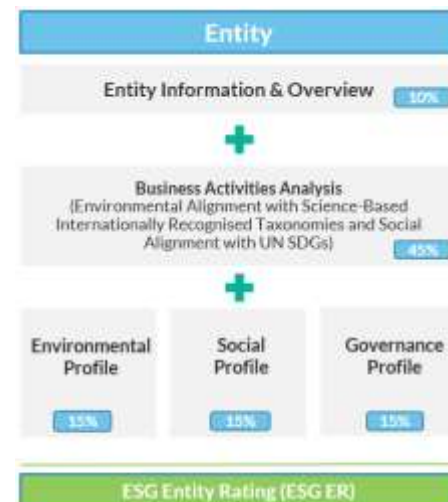 Entity
Entity Information & Overview
10%
Business Activities Analysis
(Environmental Alignment with Science-Based
Internationally Recognised Taxonomies and Social
Alignment with UN SDGs)
45%
Environmental
Profile
15%
Social
Profile
15%
Governance
Profile
15%
ESG Entity Rating (ESG ER)